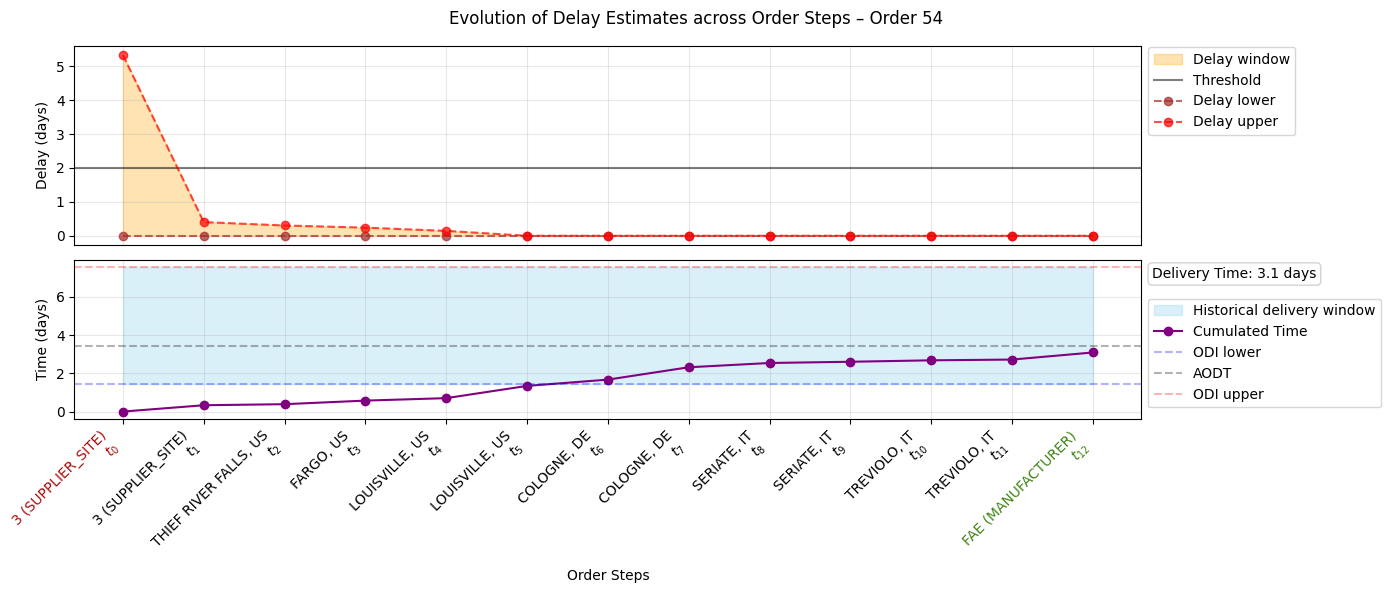 Evolution of Delay Estimates across Order Steps – Order 54
Delay (days)
5
4
3
2
1
0
Delay window
Threshold
Delay lower
Delay upper
Time (days)
6
4
2
0
Delivery Time: 3.1 days
Historical delivery window
Cumulated Time
ODI lower
AODT
ODI upper
3 (SUPPLIER_SITE)
t₀
3 (SUPPLIER_SITE)
t₁
THIEF RIVER FALLS, US
t₂
FARGO, US
t₃
LOUISVILLE, US
t₄
LOUISVILLE, US
t₅
COLOGNE, DE
t₆
COLOGNE, DE
t₇
SERIATE, IT
t₈
SERIATE, IT
t₉
TREVIOLO, IT
t₁₀
TREVIOLO, IT
t₁₁
FAE (MANUFACTURER)
t₁₂
Order Steps